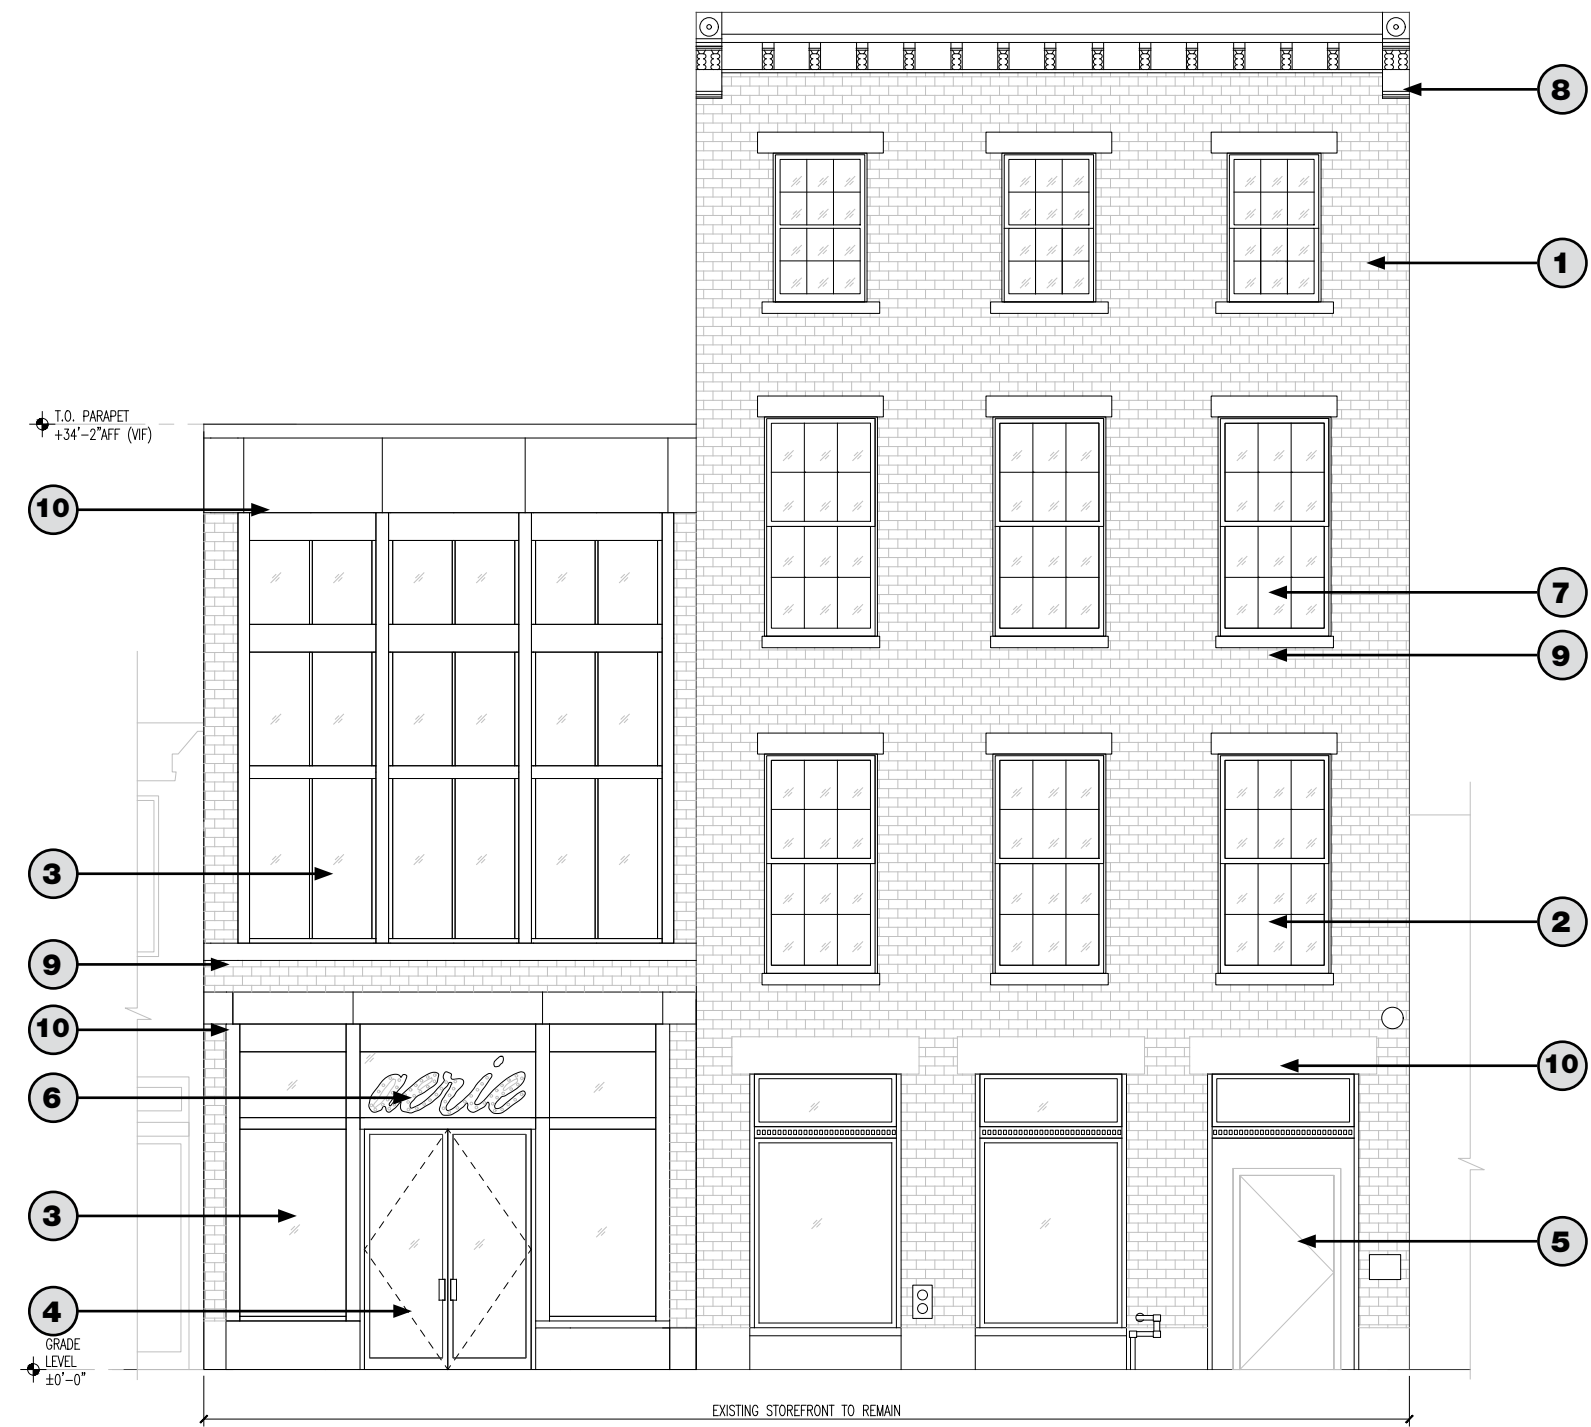 8
1
T.O. PARAPET
+34'-2"AFF (VIF)
10
7
9
3
2
9
10
10
6
aerie
3
5
4
GRADE
LEVEL
±0'-0"
EXISTING STOREFRONT TO REMAIN